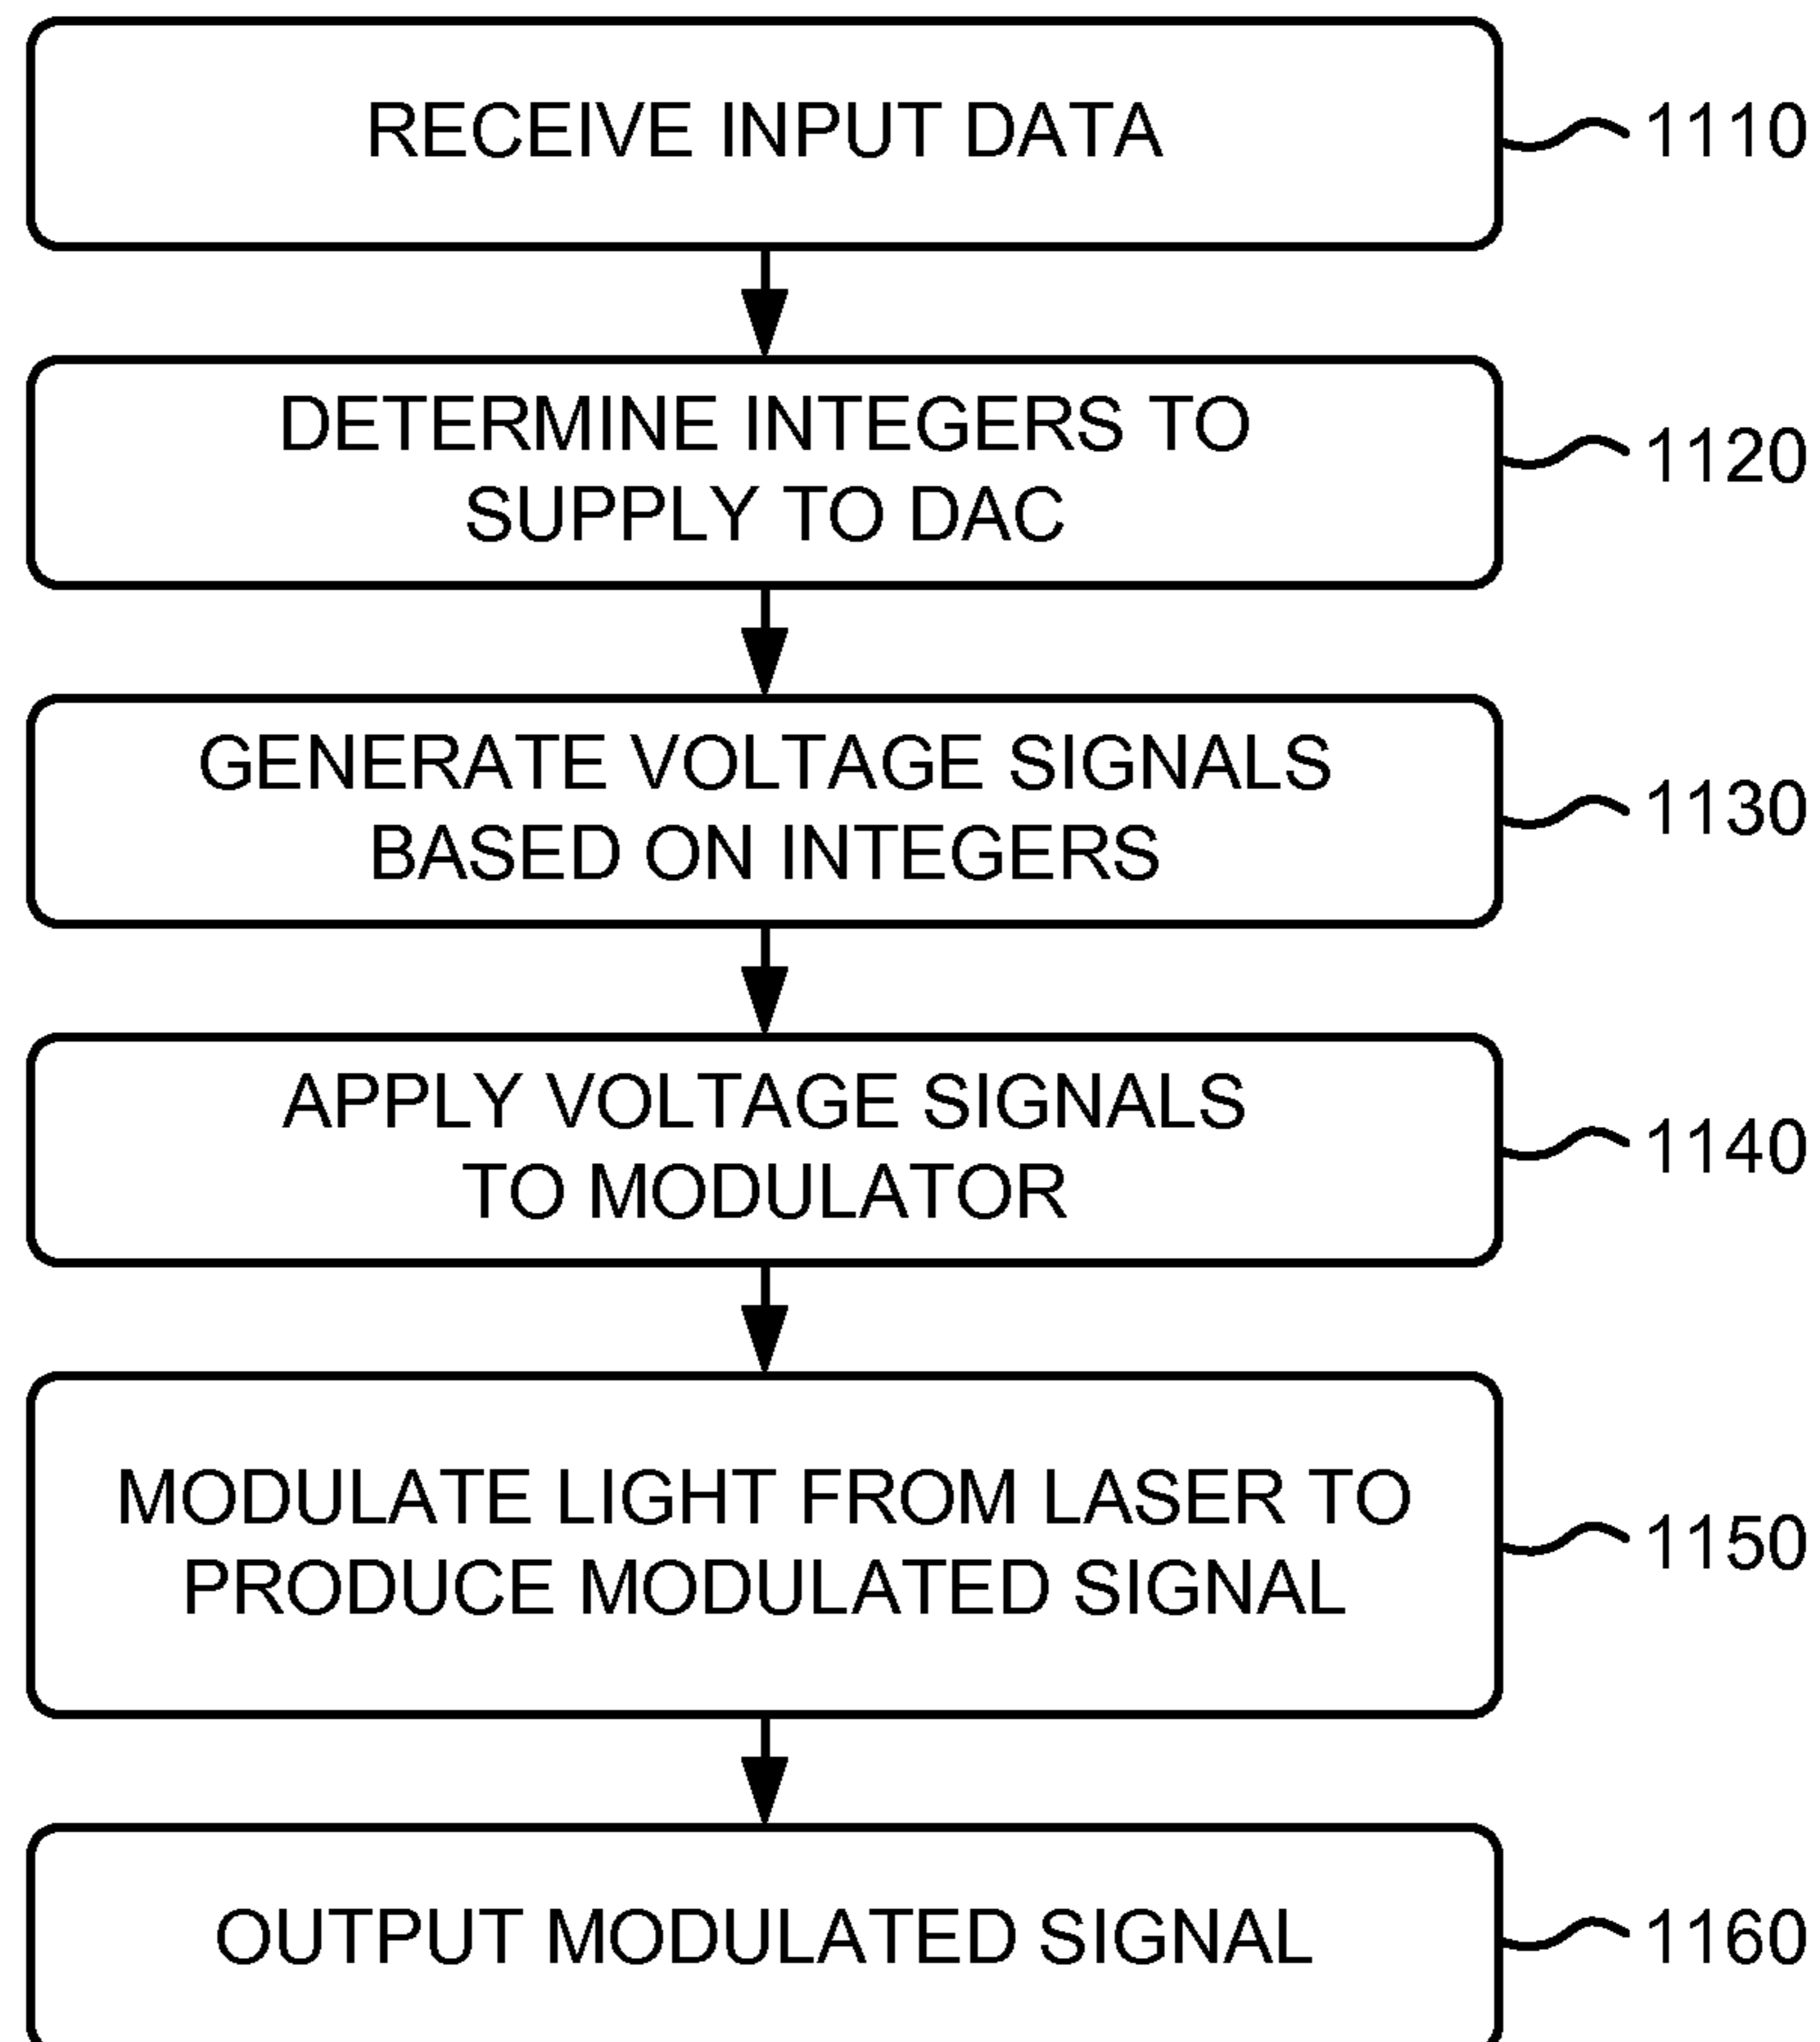 RECEIVE INPUT DATA
1110
DETERMINE INTEGERS TO
SUPPLY TO DAC
1120
GENERATE VOLTAGE SIGNALS
BASED ON INTEGERS
1130
APPLY VOLTAGE SIGNALS
TO MODULATOR
1140
MODULATE LIGHT FROM LASER TO
PRODUCE MODULATED SIGNAL
1150
OUTPUT MODULATED SIGNAL
1160